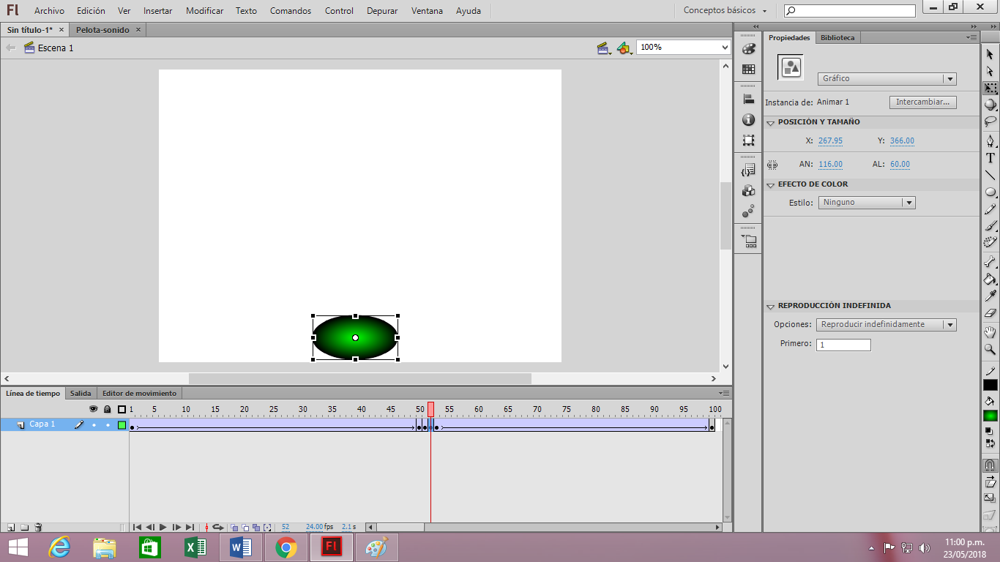 Fl Archivo Edición Ver Insertar Modificar Texto Comandos Control Depurar Ventana Ayuda Conceptos básicos
Sin título-1* × Pelota-sonido ×
Escena 1 100%
Propiedades Biblioteca
Gráfico
Instancia de: Animar 1 Intercambiar...
POSICIÓN Y TAMAÑO
X: 267.95 Y: 366.00
AN: 116.00 AL: 60.00
EFECTO DE COLOR
Estilo: Ninguno
REPRODUCCIÓN INDEFINIDA
Opciones: Reproducir indefinidamente
Primero: 1
T
Línea de tiempo Salida Editor de movimiento
1 5 10 15 20 25 30 35 40 45 50 55 60 65 70 75 80 85 90 95 100
Capa 1
52 24.00 fps 2.1 s
Fl
11:00 p.m.
23/05/2018